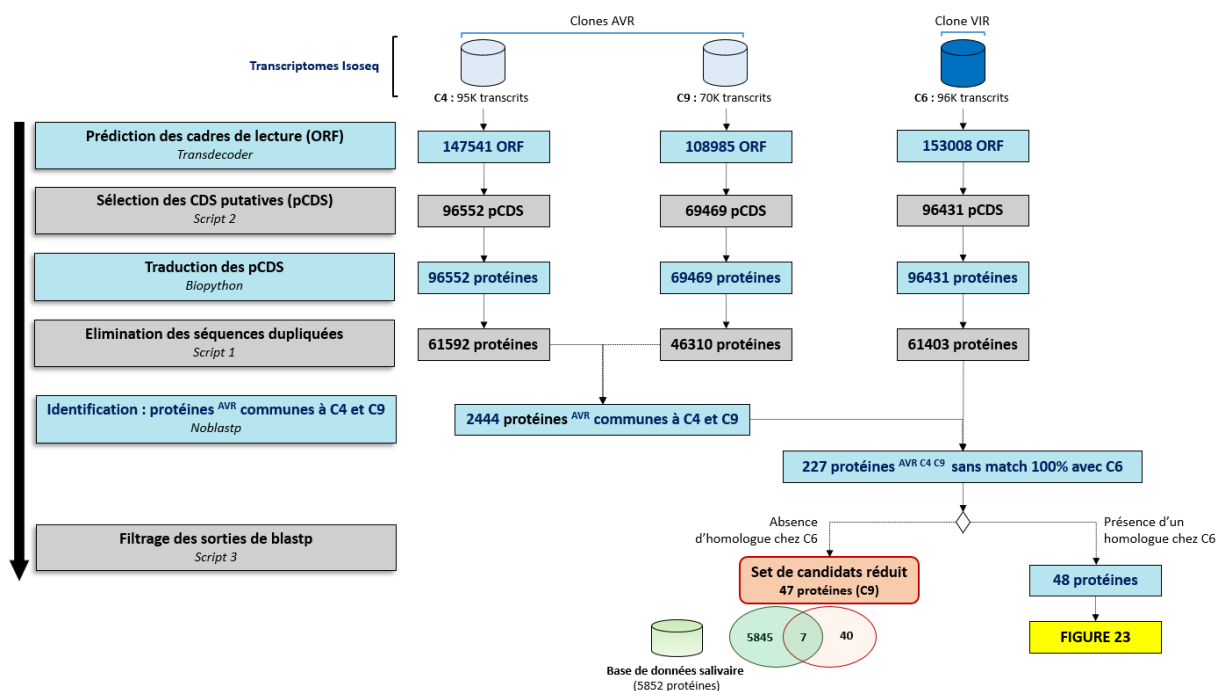 Clones AVR
Clone VIR
Transcriptomes Isoseq
C4 : 95K transcrits
C9 : 70K transcrits
C6 : 96K transcrits
Prédiction des cadres de lecture (ORF)
Transdecoder
147541 ORF
108985 ORF
153008 ORF
Sélection des CDS putatives (pCDS)
Script 2
96552 pCDS
69469 pCDS
96431 pCDS
Traduction des pCDS
Biopython
96552 protéines
69469 protéines
96431 protéines
Elimination des séquences dupliquées
Script 1
61592 protéines
46310 protéines
61403 protéines
Identification : protéines AVR communes à C4 et C9
Noblastp
2444 protéines AVR communes à C4 et C9
227 protéines AVR C4 C9 sans match 100% avec C6
Absence
d'homologue chez C6
Présence d'un
homologue chez C6
Filtrage des sorties de blastp
Script 3
Set de candidats réduit
47 protéines (C9)
48 protéines
5845
7
40
FIGURE 23
Base de données salivaire
(5852 protéines)